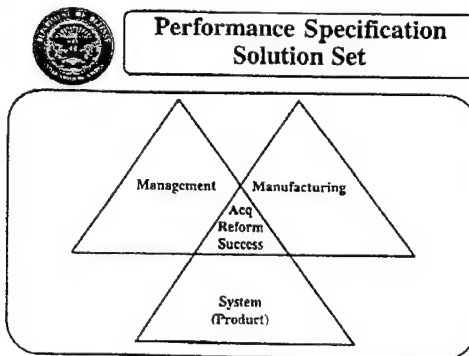 Performance Specification
Solution Set
Management
Manufacturing
Acq
Reform
Success
System
(Product)